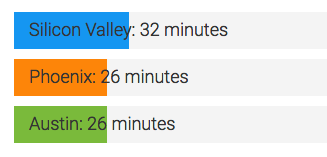 Silicon Valley: 32 minutes
Phoenix: 26 minutes
Austin: 26 minutes